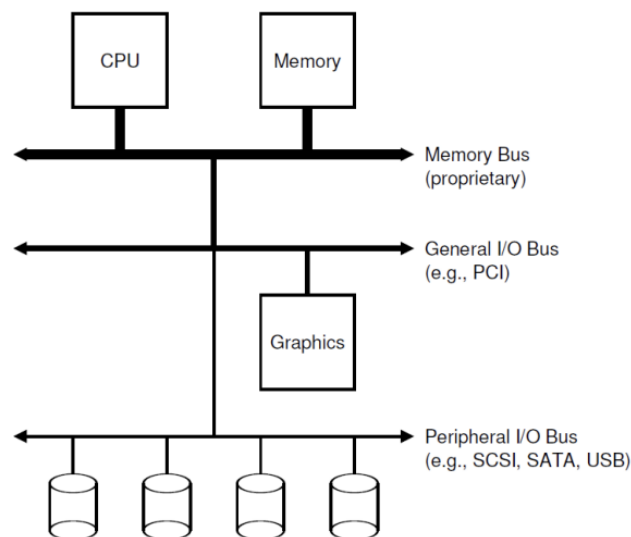 CPU
Memory
Memory Bus
(proprietary)
General I/O Bus
(e.g., PCI)
Graphics
Peripheral I/O Bus
(e.g., SCSI, SATA, USB)